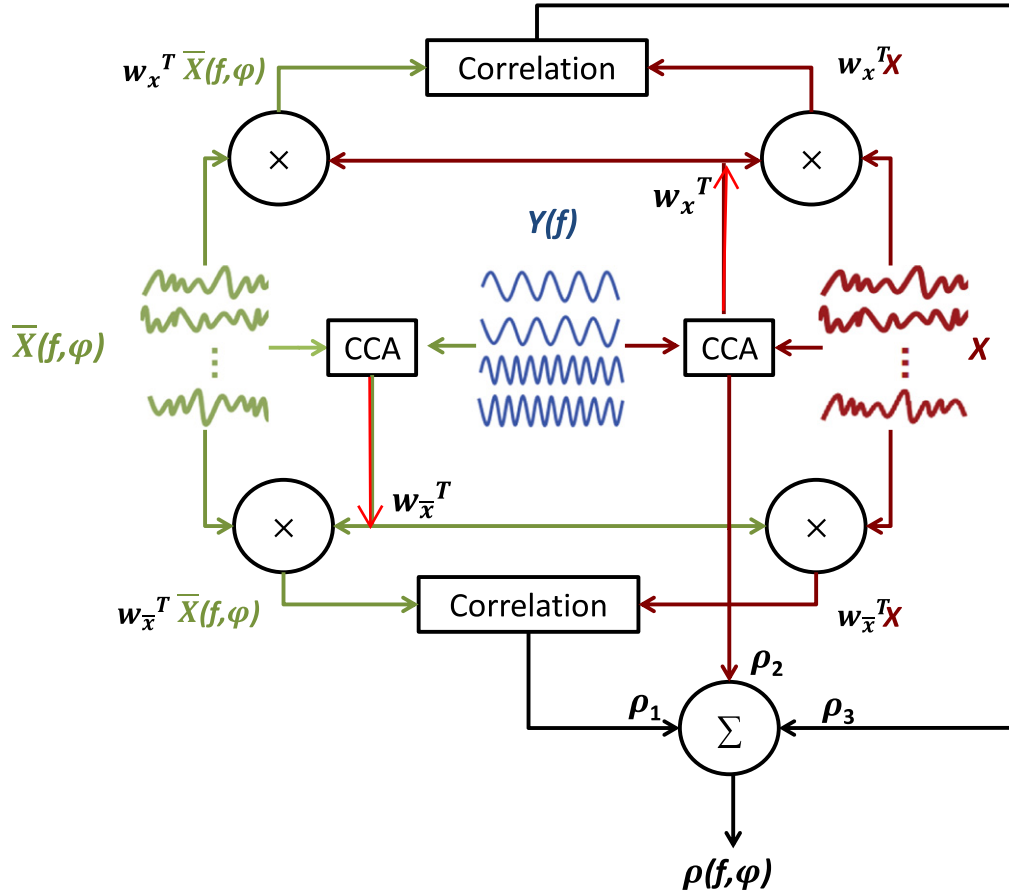 w_x^T X̅(f,φ)
Correlation
w_x^T X
×
×
w_x^T
Y(f)
X̅(f,φ)
CCA
CCA
X
w_x̅^T
×
×
w_x̅^T X̅(f,φ)
Correlation
w_x̅^T X
ρ₂
ρ₁
Σ
ρ₃
ρ(f,φ)